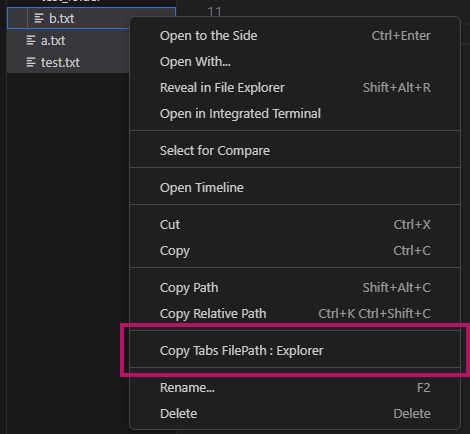 test_folder
b.txt
a.txt
test.txt
11
Open to the Side Ctrl+Enter
Open With...
Reveal in File Explorer Shift+Alt+R
Open in Integrated Terminal
Select for Compare
Open Timeline
Cut Ctrl+X
Copy Ctrl+C
Copy Path Shift+Alt+C
Copy Relative Path Ctrl+K Ctrl+Shift+C
Copy Tabs FilePath : Explorer
Rename... F2
Delete Delete